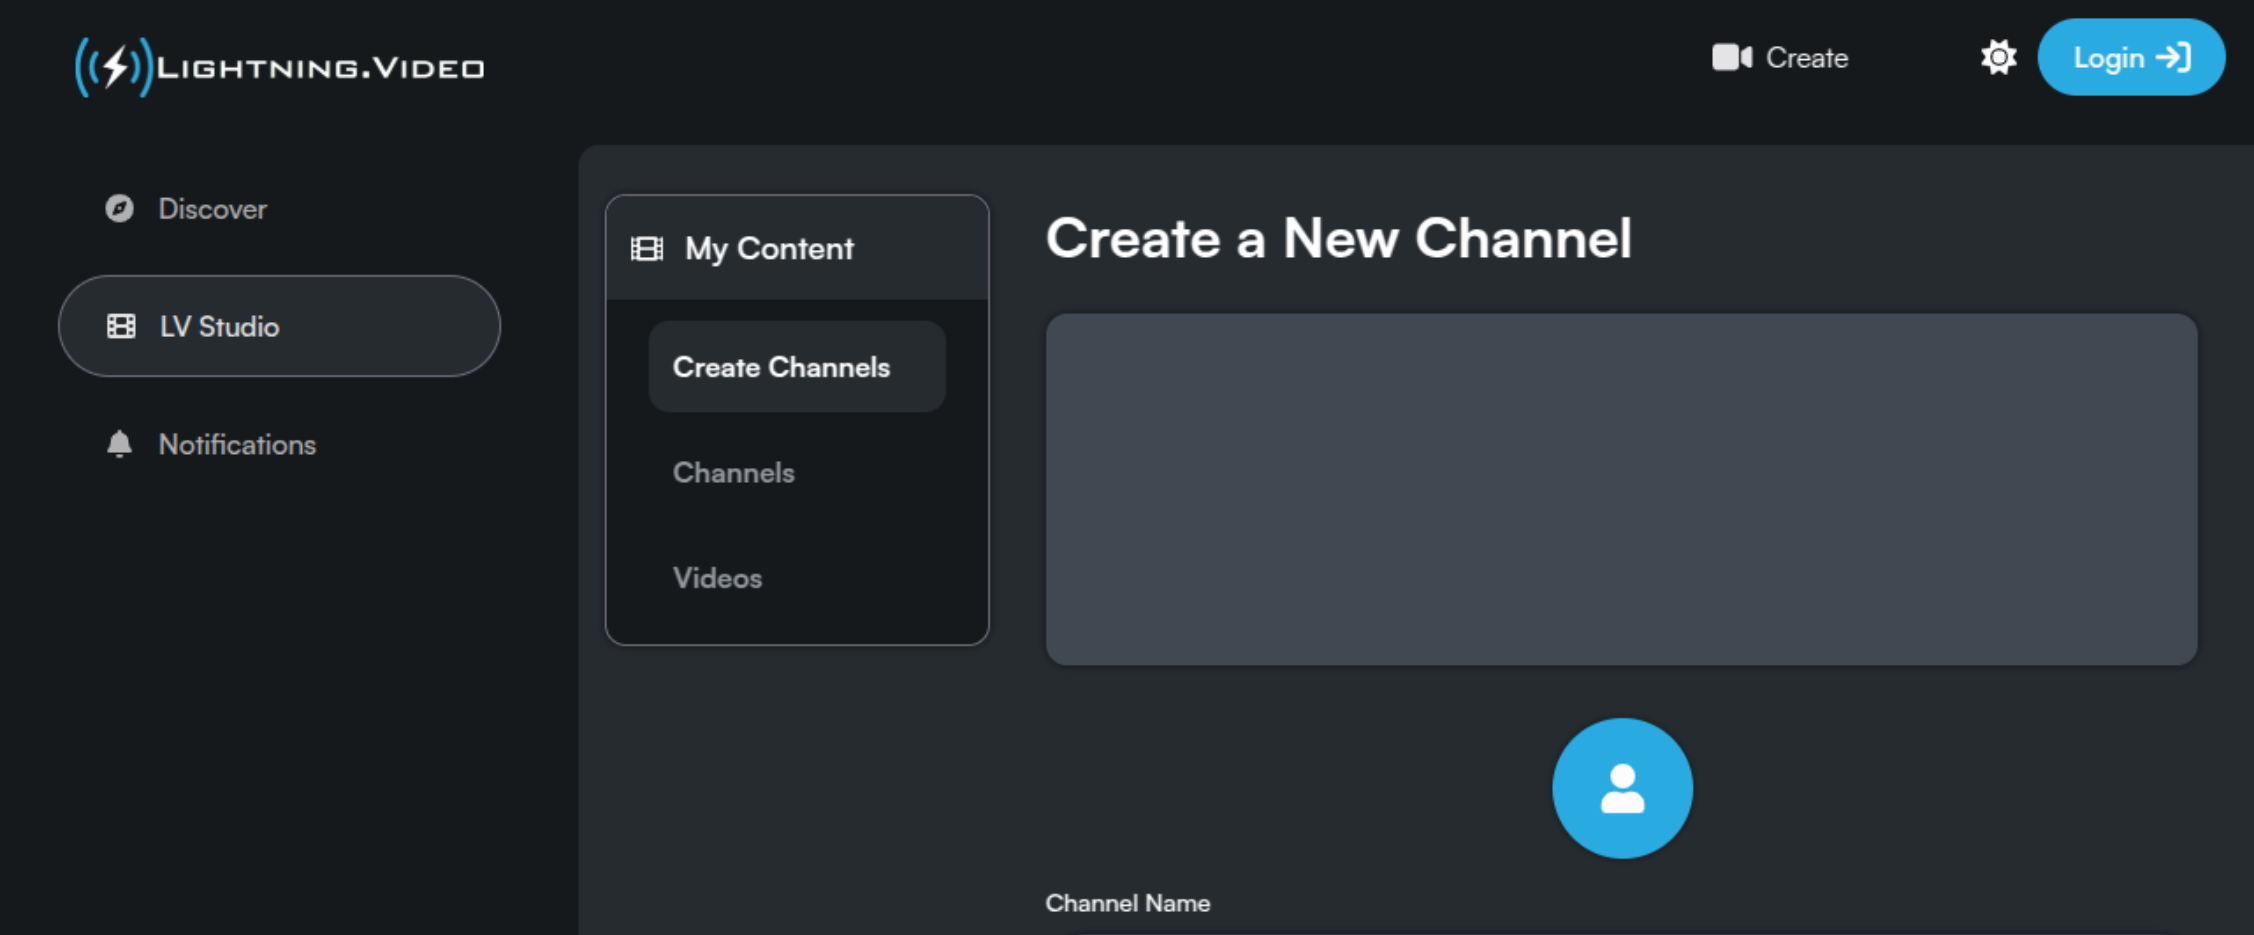 LIGHTNING.VIDEO
Create
Login
Discover
LV Studio
Notifications
My Content
Create Channels
Channels
Videos
Create a New Channel
Channel Name